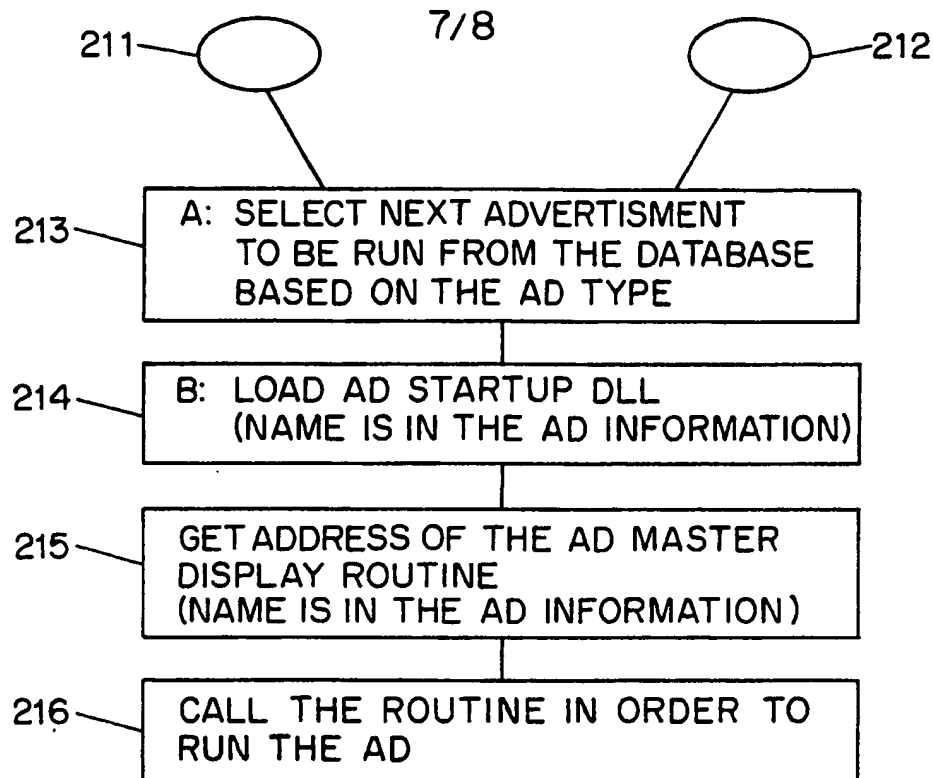 7/8
211
212
213
A: SELECT NEXT ADVERTISMENT
TO BE RUN FROM THE DATABASE
BASED ON THE AD TYPE
214
B: LOAD AD STARTUP DLL
(NAME IS IN THE AD INFORMATION)
215
GET ADDRESS OF THE AD MASTER
DISPLAY ROUTINE
(NAME IS IN THE AD INFORMATION)
216
CALL THE ROUTINE IN ORDER TO
RUN THE AD